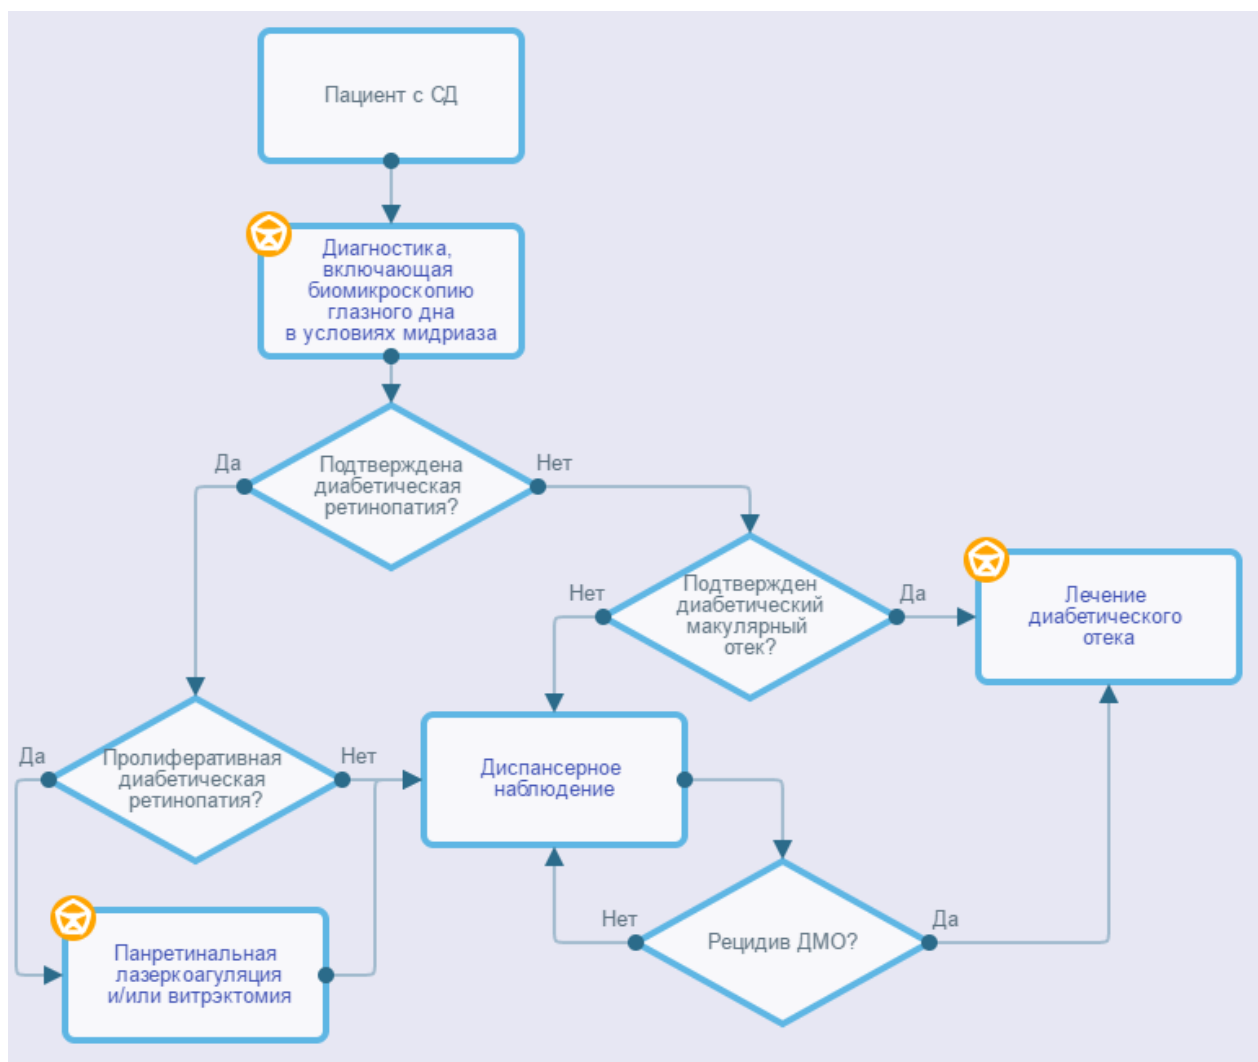 Пациент с СД
Диагностика,
включающая
биомикроскопию
глазного дна
в условиях мидриаза
Да
Подтверждена
диабетическая
ретинопатия?
Нет
Нет
Подтвержден
диабетический
макулярный
отек?
Да
Лечение
диабетического
отека
Да
Пролиферативная
диабетическая
ретинопатия?
Нет
Диспансерное
наблюдение
Нет
Рецидив ДМО?
Да
Панретинальная
лазеркоагуляция
и/или витрэктомия